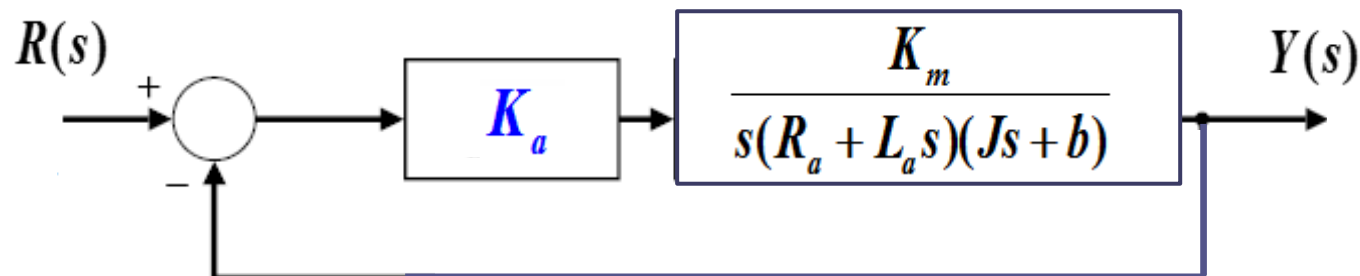 R(s)
+
−
K_a
K_m
s(R_a + L_a s)(Js + b)
Y(s)